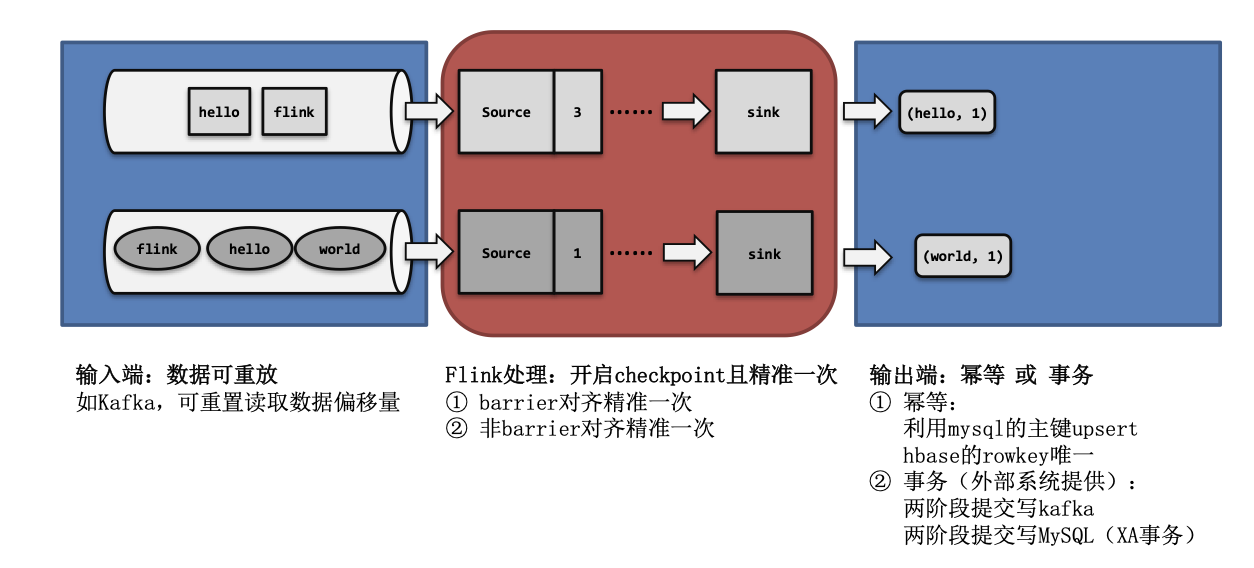 hello
flink
Source
3
......
sink
(hello, 1)
flink
hello
world
Source
1
......
sink
(world, 1)
输入端：数据可重放
如Kafka，可重置读取数据偏移量
Flink处理：开启checkpoint且精准一次
① barrier对齐精准一次
② 非barrier对齐精准一次
输出端：幂等 或 事务
① 幂等：
利用mysql的主键upsert
hbase的rowkey唯一
② 事务（外部系统提供）：
两阶段提交写kafka
两阶段提交写MySQL（XA事务）